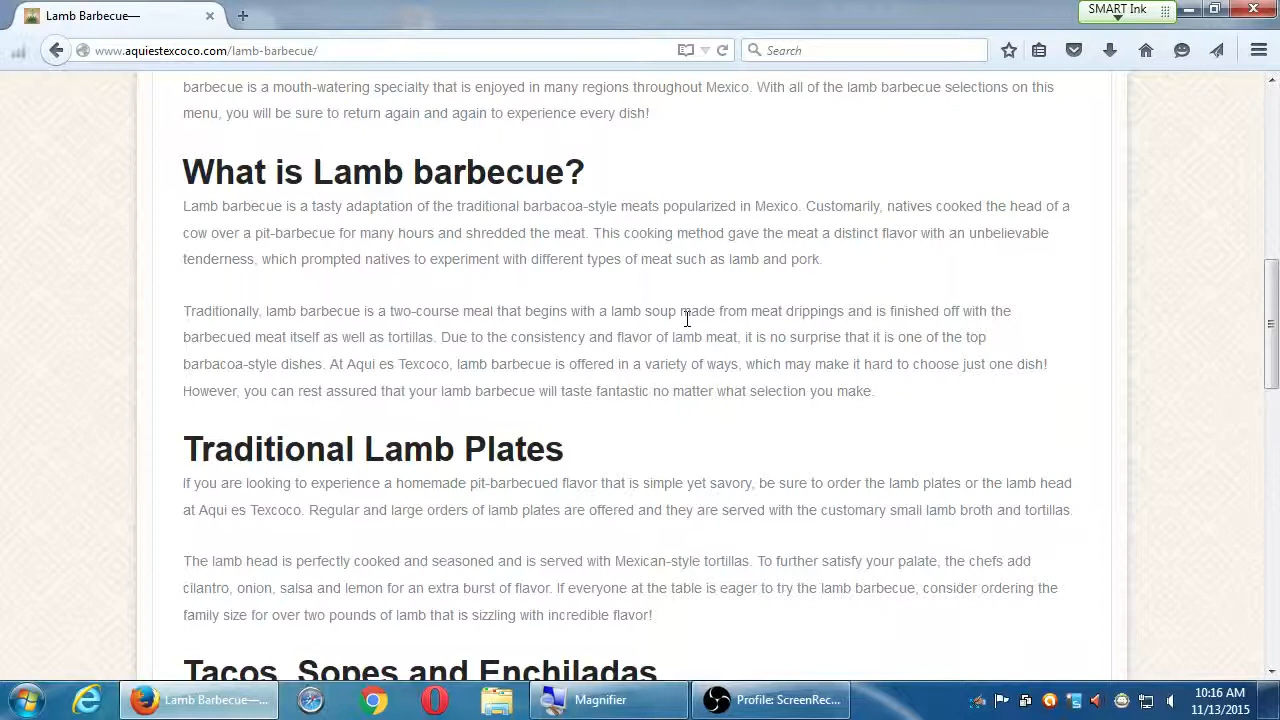 SMART Ink
Lamb Barbecue—
www.aquiestexcoco.com/lamb-barbecue/
Search
barbecue is a mouth-watering specialty that is enjoyed in many regions throughout Mexico. With all of the lamb barbecue selections on this
menu, you will be sure to return again and again to experience every dish!
What is Lamb barbecue?
Lamb barbecue is a tasty adaptation of the traditional barbacoa-style meats popularized in Mexico. Customarily, natives cooked the head of a
cow over a pit-barbecue for many hours and shredded the meat. This cooking method gave the meat a distinct flavor with an unbelievable
tenderness, which prompted natives to experiment with different types of meat such as lamb and pork.
Traditionally, lamb barbecue is a two-course meal that begins with a lamb soup made from meat drippings and is finished off with the
barbecued meat itself as well as tortillas. Due to the consistency and flavor of lamb meat, it is no surprise that it is one of the top
barbacoa-style dishes. At Aqui es Texcoco, lamb barbecue is offered in a variety of ways, which may make it hard to choose just one dish!
However, you can rest assured that your lamb barbecue will taste fantastic no matter what selection you make.
Traditional Lamb Plates
If you are looking to experience a homemade pit-barbecued flavor that is simple yet savory, be sure to order the lamb plates or the lamb head
at Aqui es Texcoco. Regular and large orders of lamb plates are offered and they are served with the customary small lamb broth and tortillas.
The lamb head is perfectly cooked and seasoned and is served with Mexican-style tortillas. To further satisfy your palate, the chefs add
cilantro, onion, salsa and lemon for an extra burst of flavor. If everyone at the table is eager to try the lamb barbecue, consider ordering the
family size for over two pounds of lamb that is sizzling with incredible flavor!
Tacos, Sopes and Enchiladas
Lamb Barbecue—...
Magnifier
Profile: ScreenRec...
10:16 AM
11/13/2015